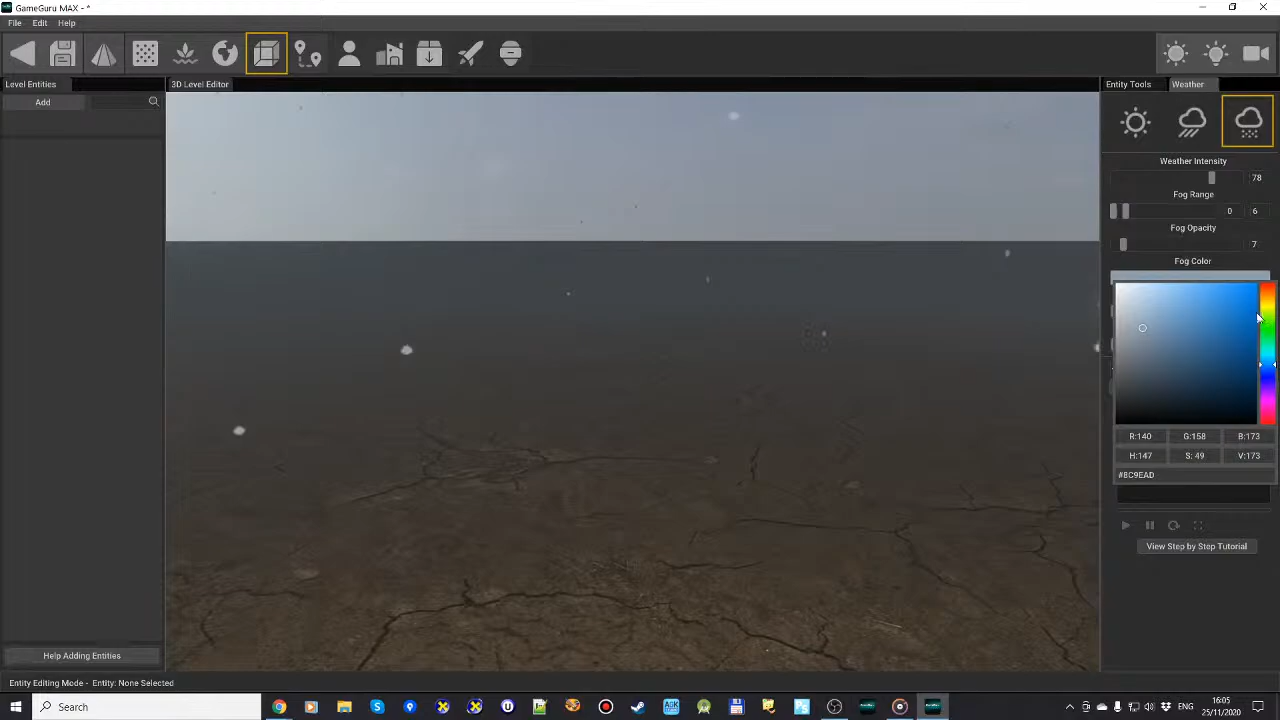 GameGuru MAX - *
File Edit Help
Level Entities
3D Level Editor
Entity Tools Weather
Add
Weather Intensity
78
Fog Range
0 6
Fog Opacity
7
Fog Color
R:140 G:158 B:173
H:147 S: 49 V:173
#8C9EAD
View Step by Step Tutorial
Help Adding Entities
Entity Editing Mode - Entity: None Selected
Search
ENG
16:05
25/11/2020